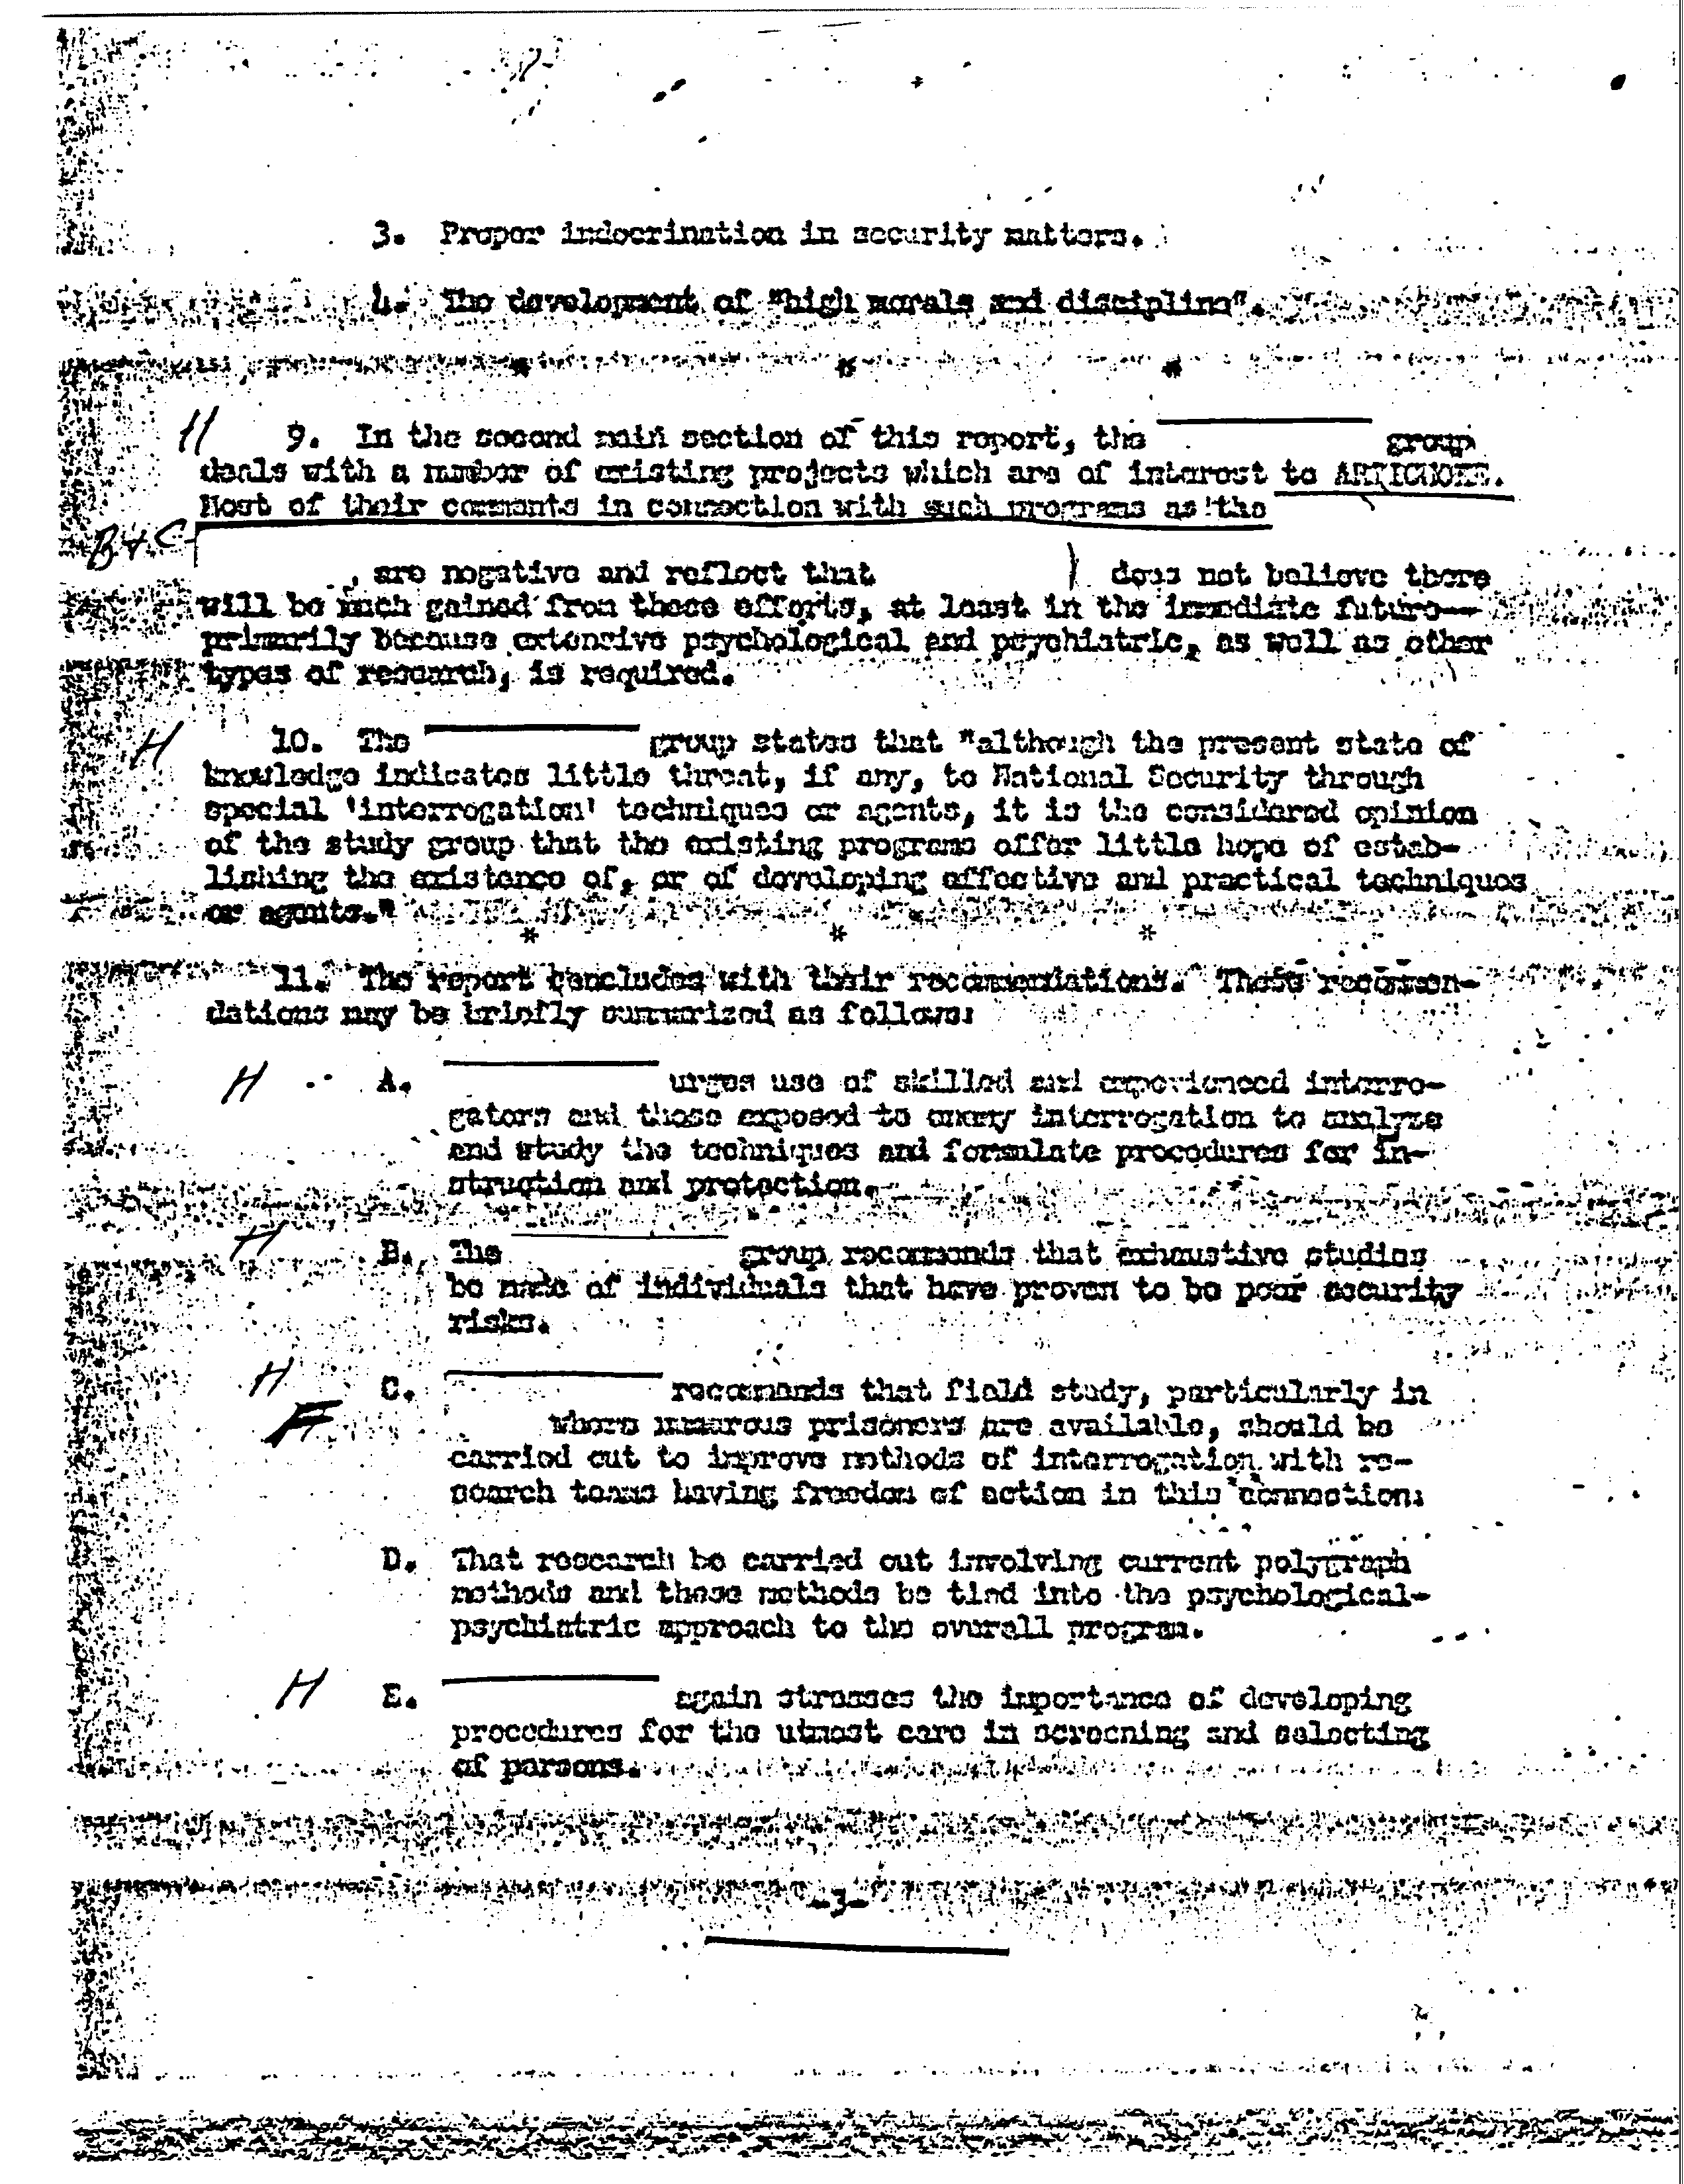 3. Proper indocrination in security matters.
4. The development of "high morals and discipline".
* * *
H 9. In the second main section of this report, the group
deals with a number of existing projects which are of interest to ARTICHOKE.
Most of their comments in connection with such programs as the
B + C
, are negative and reflect that does not believe there
will be much gained from these efforts, at least in the immediate future--
primarily because extensive psychological and psychiatric, as well as other
types of research, is required.
H 10. The group states that "although the present state of
knowledge indicates little threat, if any, to National Security through
special 'interrogation' techniques or agents, it is the considered opinion
of the study group that the existing programs offer little hope of estab-
lishing the existence of, or of developing effective and practical techniques
or agents."
* * *
11. The report concludes with their recommendations. These recommen-
dations may be briefly summarized as follows:
H A. urges use of skilled and experienced interro-
gators and those exposed to enemy interrogation to analyze
and study the techniques and formulate procedures for in-
struction and protection.
H B. The group recommends that exhaustive studies
be made of individuals that have proven to be poor security
risks.
H C. recommends that field study, particularly in
F where numerous prisoners are available, should be
carried out to improve methods of interrogation with re-
search teams having freedom of action in this connection.
D. That research be carried out involving current polygraph
methods and these methods be tied into the psychological-
psychiatric approach to the overall program.
H E. again stresses the importance of developing
procedures for the utmost care in screening and selecting
of persons.
-3-